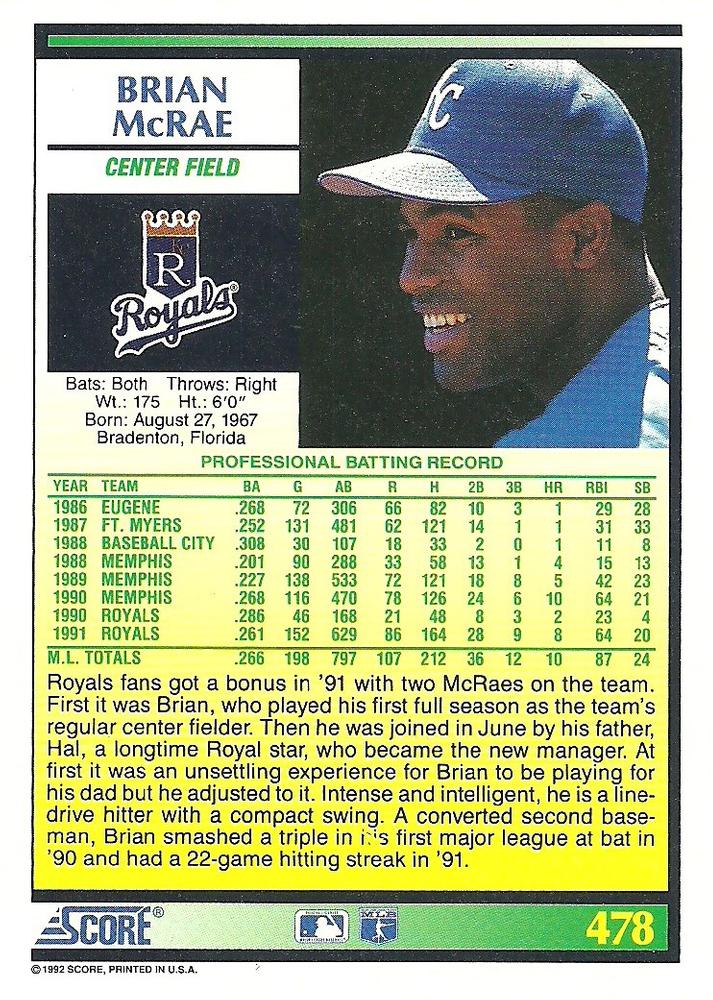 BRIAN
McRAE
CENTER FIELD
KC
KC
R
Royals®
Bats: Both Throws: Right
Wt.: 175 Ht.: 6'0"
Born: August 27, 1967
Bradenton, Florida
PROFESSIONAL BATTING RECORD
YEAR TEAM BA G AB R H 2B 3B HR RBI SB
1986 EUGENE .268 72 306 66 82 10 3 1 29 28
1987 FT. MYERS .252 131 481 62 121 14 1 1 31 33
1988 BASEBALL CITY .308 30 107 18 33 2 0 1 11 8
1988 MEMPHIS .201 90 288 33 58 13 1 4 15 13
1989 MEMPHIS .227 138 533 72 121 18 8 5 42 23
1990 MEMPHIS .268 116 470 78 126 24 6 10 64 21
1990 ROYALS .286 46 168 21 48 8 3 2 23 4
1991 ROYALS .261 152 629 86 164 28 9 8 64 20
M.L. TOTALS .266 198 797 107 212 36 12 10 87 24
Royals fans got a bonus in '91 with two McRaes on the team.
First it was Brian, who played his first full season as the team's
regular center fielder. Then he was joined in June by his father,
Hal, a longtime Royal star, who became the new manager. At
first it was an unsettling experience for Brian to be playing for
his dad but he adjusted to it. Intense and intelligent, he is a line-
drive hitter with a compact swing. A converted second base-
man, Brian smashed a triple in his first major league at bat in
'90 and had a 22-game hitting streak in '91.
SCORE®
MLB
478
© 1992 SCORE, PRINTED IN U.S.A.